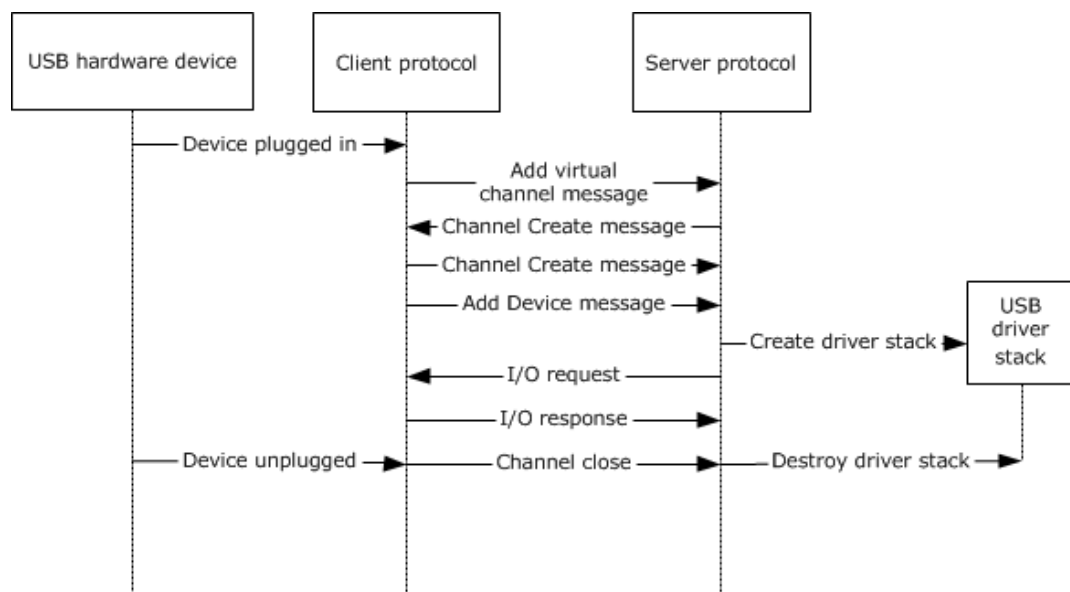 USB hardware device
Client protocol
Server protocol
Device plugged in
Add virtual
channel message
Channel Create message
Channel Create message
Add Device message
USB
driver
stack
Create driver stack
I/O request
I/O response
Device unplugged
Channel close
Destroy driver stack